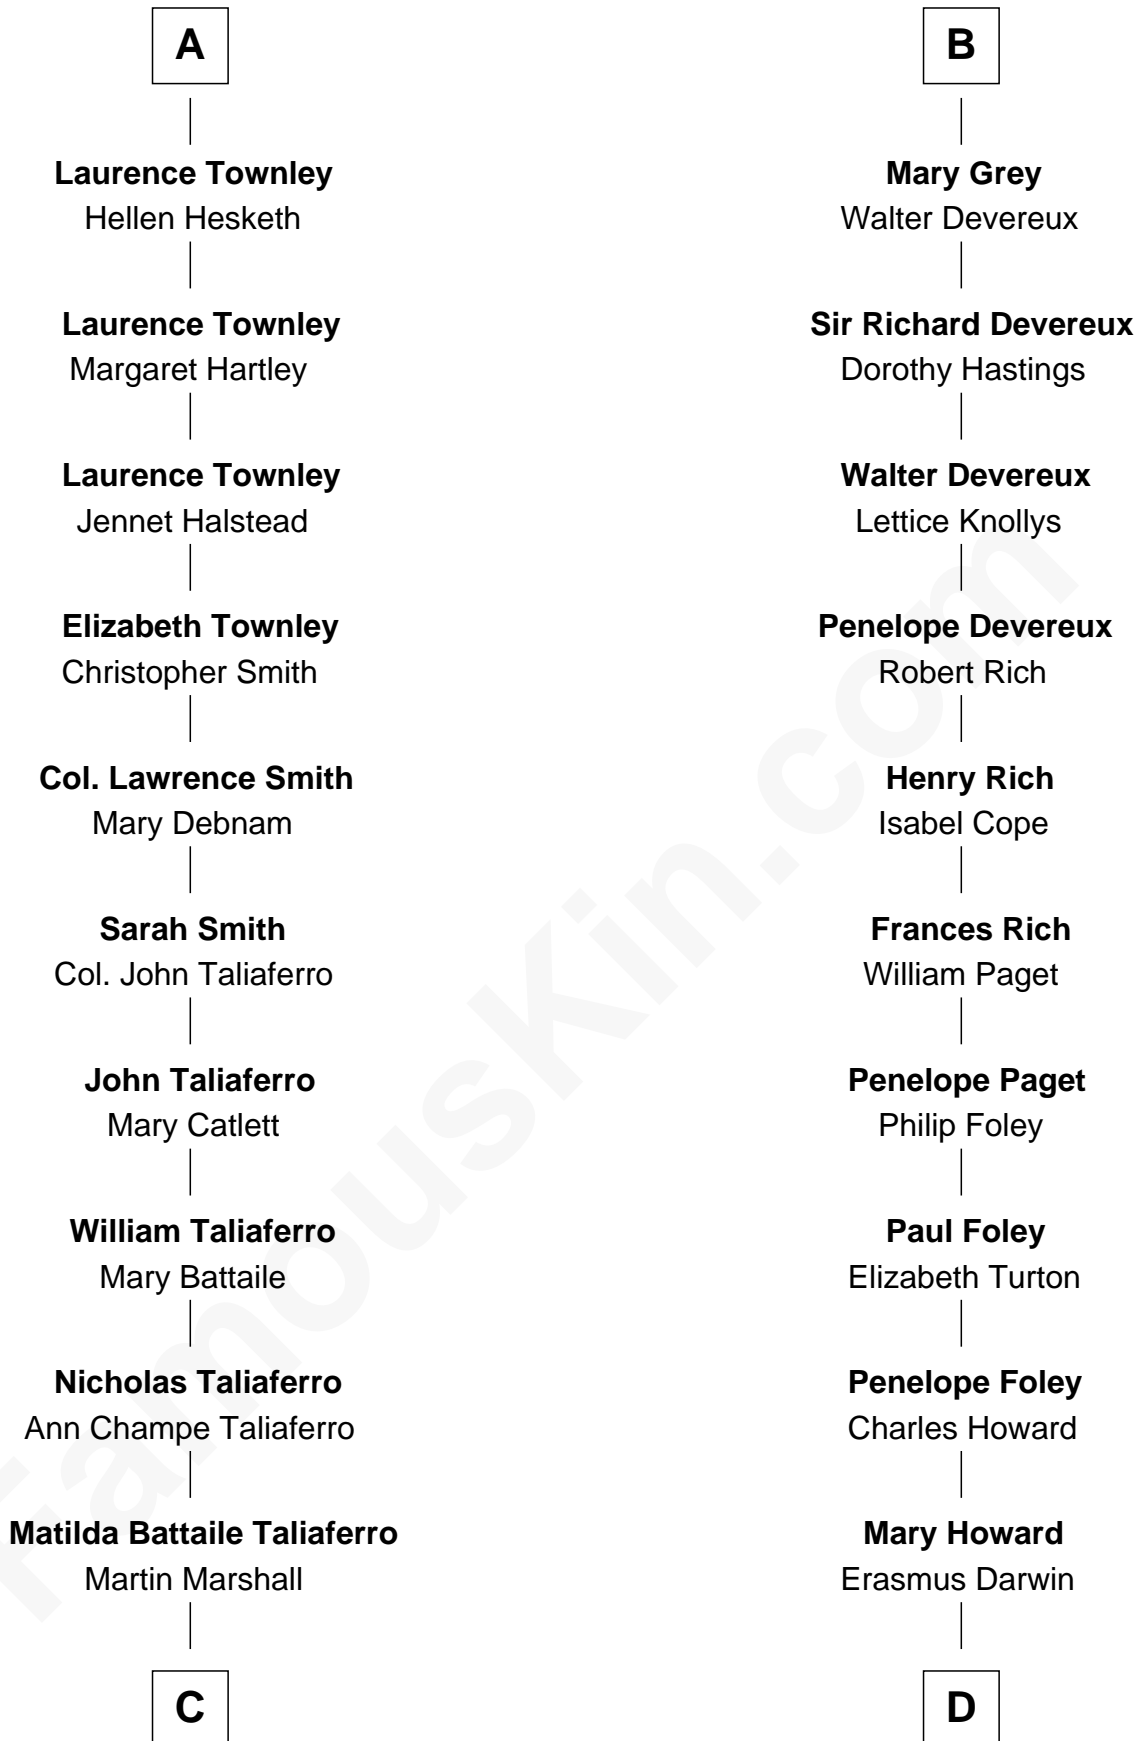 A
Laurence Townley
Hellen Hesketh
Laurence Townley
Margaret Hartley
Laurence Townley
Jennet Halstead
Elizabeth Townley
Christopher Smith
Col. Lawrence Smith
Mary Debnam
Sarah Smith
Col. John Taliaferro
John Taliaferro
Mary Catlett
William Taliaferro
Mary Battaile
Nicholas Taliaferro
Ann Champe Taliaferro
Matilda Battaile Taliaferro
Martin Marshall
C
B
Mary Grey
Walter Devereux
Sir Richard Devereux
Dorothy Hastings
Walter Devereux
Lettice Knollys
Penelope Devereux
Robert Rich
Henry Rich
Isabel Cope
Frances Rich
William Paget
Penelope Paget
Philip Foley
Paul Foley
Elizabeth Turton
Penelope Foley
Charles Howard
Mary Howard
Erasmus Darwin
D
FamousKin.com